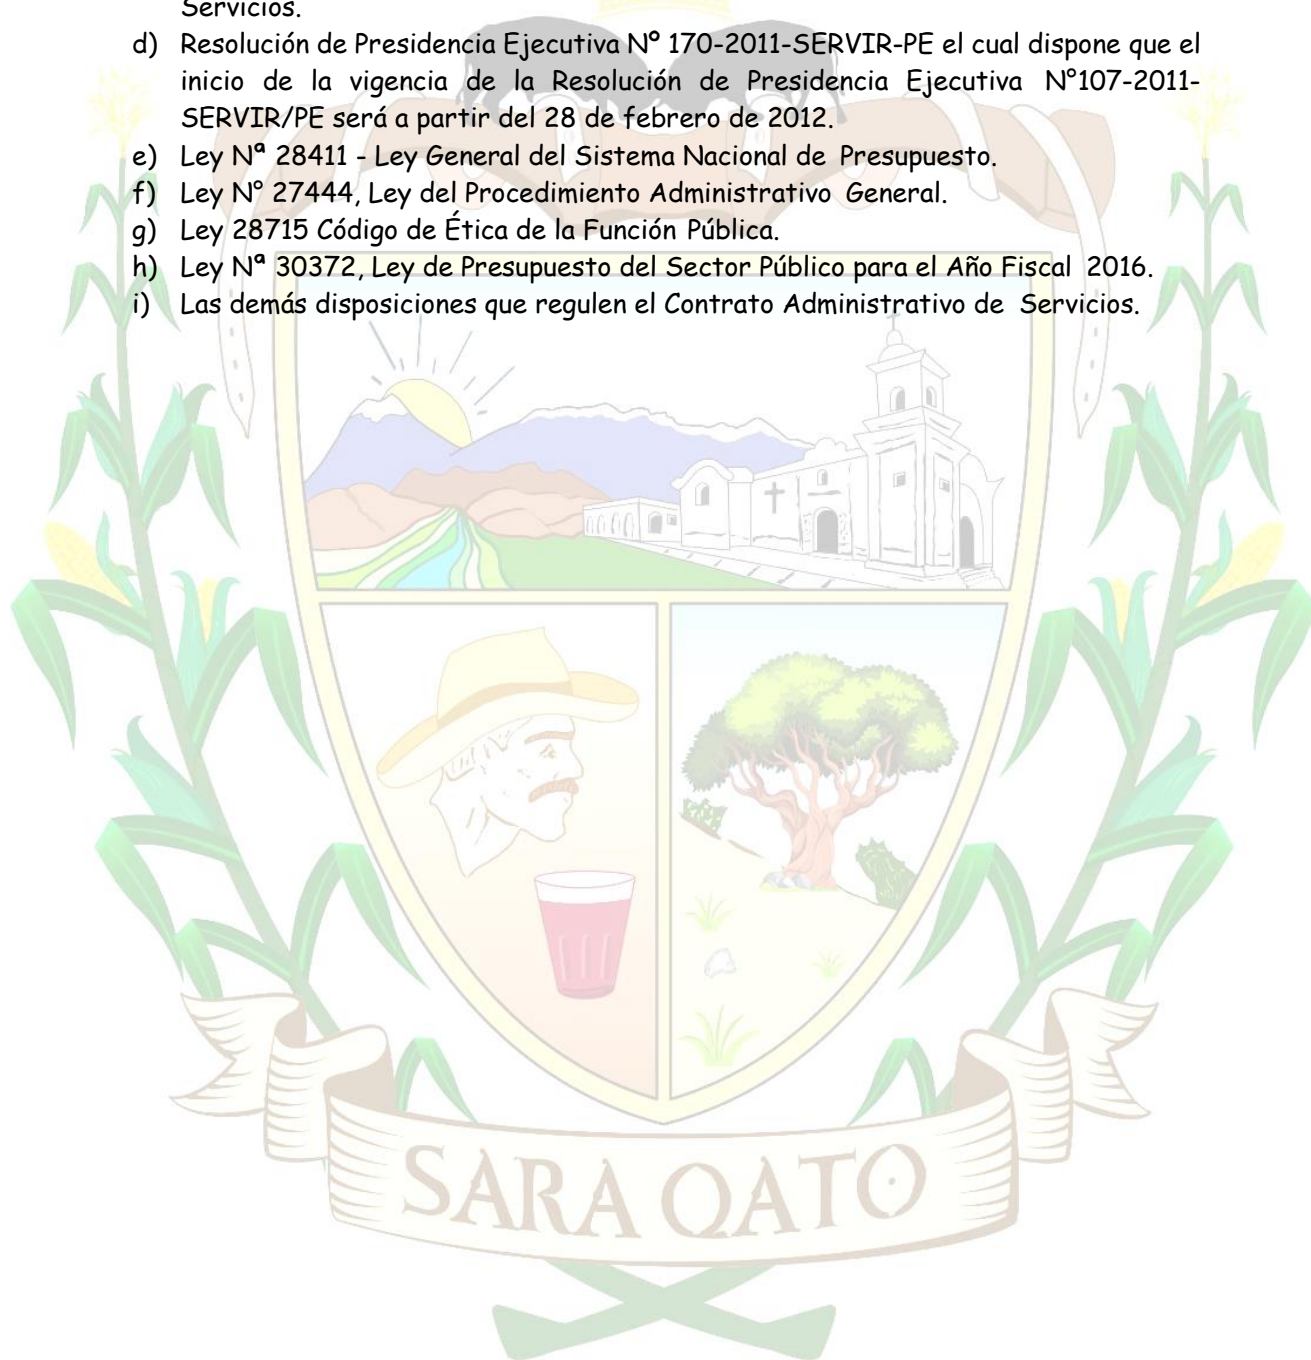 Servicios.
d) Resolución de Presidencia Ejecutiva Nº 170-2011-SERVIR-PE el cual dispone que el
inicio de la vigencia de la Resolución de Presidencia Ejecutiva N°107-2011-
SERVIR/PE será a partir del 28 de febrero de 2012.
e) Ley Nª 28411 - Ley General del Sistema Nacional de Presupuesto.
f) Ley N° 27444, Ley del Procedimiento Administrativo General.
g) Ley 28715 Código de Ética de la Función Pública.
h) Ley Nª 30372, Ley de Presupuesto del Sector Público para el Año Fiscal 2016.
i) Las demás disposiciones que regulen el Contrato Administrativo de Servicios.
SARA QATO